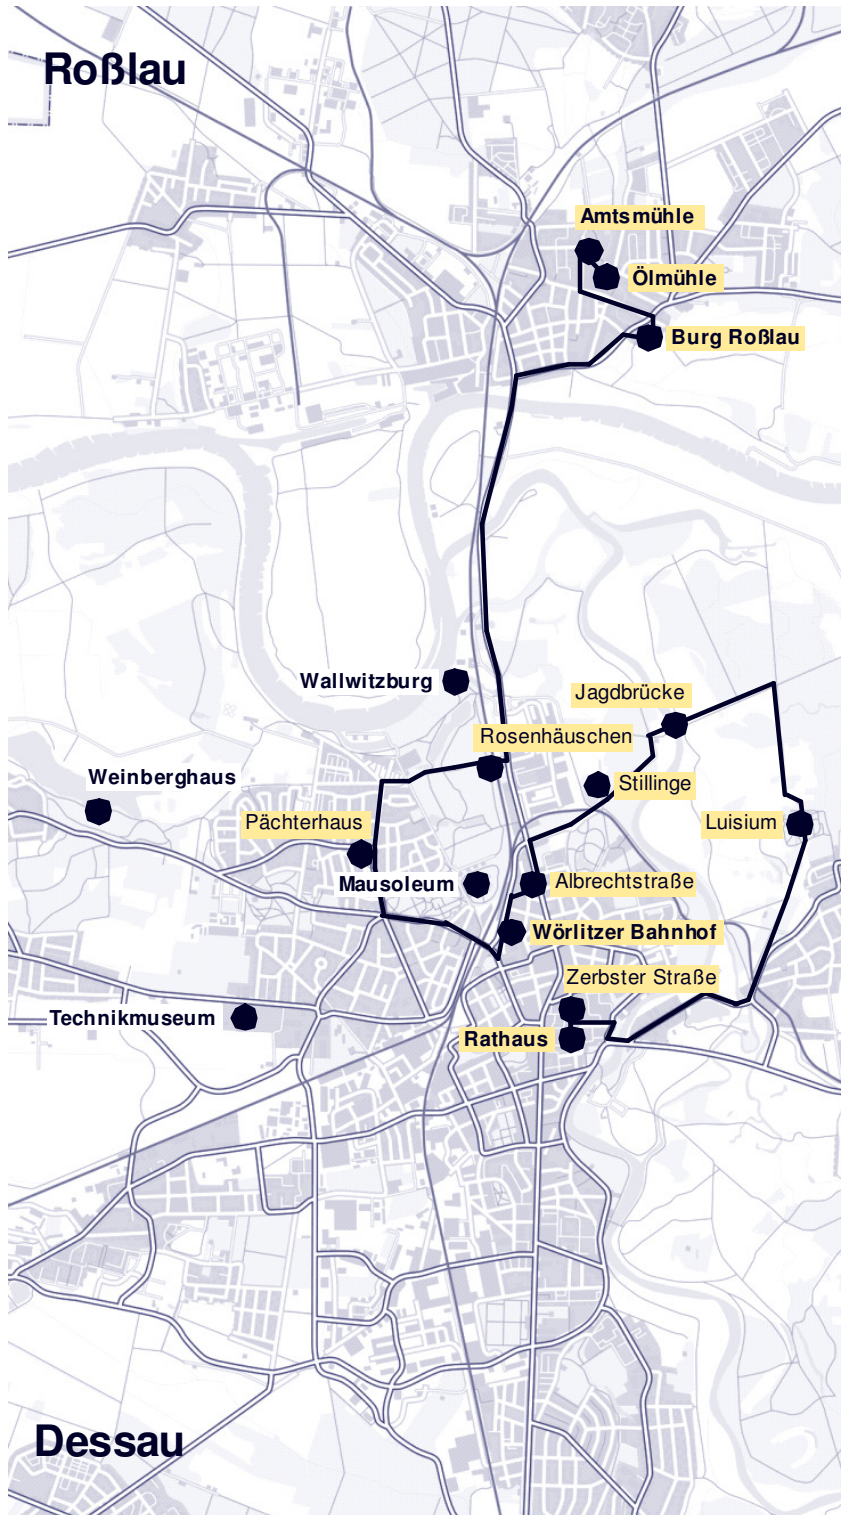 Roßlau
Amtsmühle
Ölmühle
Burg Roßlau
Wallwitzburg
Jagdbrücke
Rosenhäuschen
Weinberghaus
Stillinge
Pächterhaus
Luisium
Mausoleum
Albrechtstraße
Wörlitzer Bahnhof
Zerbster Straße
Technikmuseum
Rathaus
Dessau